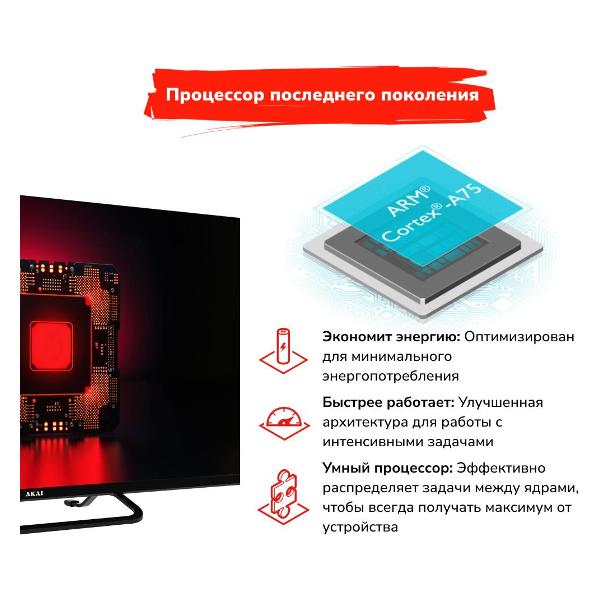 Процессор последнего поколения
ARM®
Cortex®-A75
Экономит энергию: Оптимизирован
для минимального
энергопотребления
Быстрее работает: Улучшенная
архитектура для работы с
интенсивными задачами
Умный процессор: Эффективно
распределяет задачи между ядрами,
чтобы всегда получать максимум от
устройства
AKAI